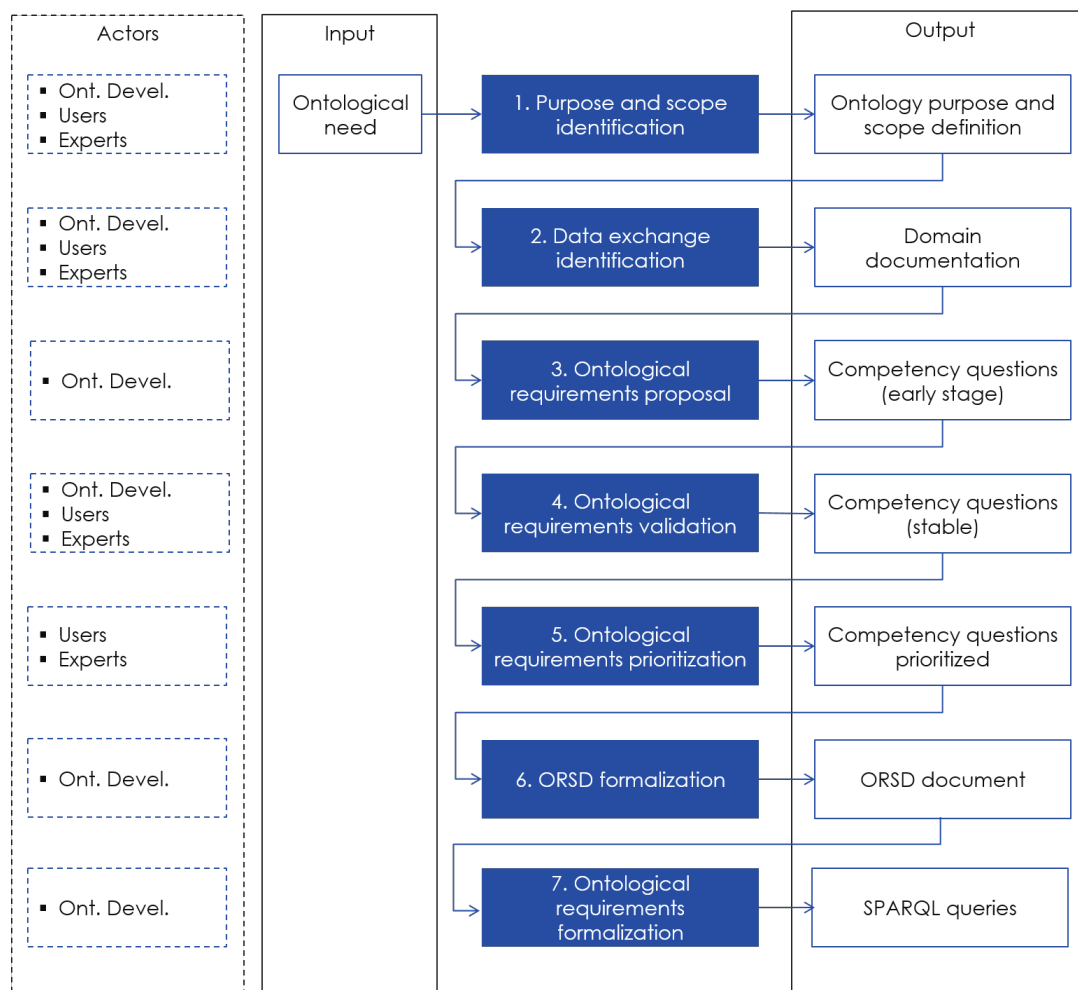 Actors
Input
Output
▪ Ont. Devel.
▪ Users
▪ Experts
Ontological
need
1. Purpose and scope
identification
Ontology purpose and
scope definition
▪ Ont. Devel.
▪ Users
▪ Experts
2. Data exchange
identification
Domain
documentation
▪ Ont. Devel.
3. Ontological
requirements proposal
Competency questions
(early stage)
▪ Ont. Devel.
▪ Users
▪ Experts
4. Ontological
requirements validation
Competency questions
(stable)
▪ Users
▪ Experts
5. Ontological
requirements prioritization
Competency questions
prioritized
▪ Ont. Devel.
6. ORSD formalization
ORSD document
▪ Ont. Devel.
7. Ontological
requirements
formalization
SPARQL queries